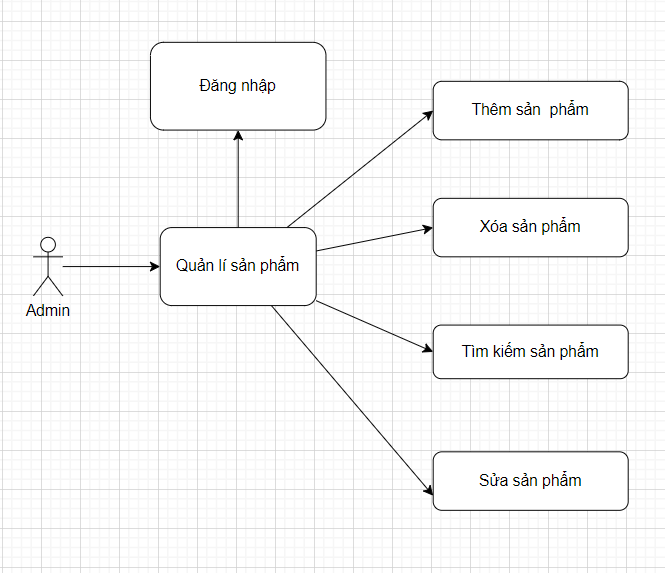 Đăng nhập
Thêm sản phẩm
Xóa sản phẩm
Quản lí sản phẩm
Admin
Tìm kiếm sản phẩm
Sửa sản phẩm